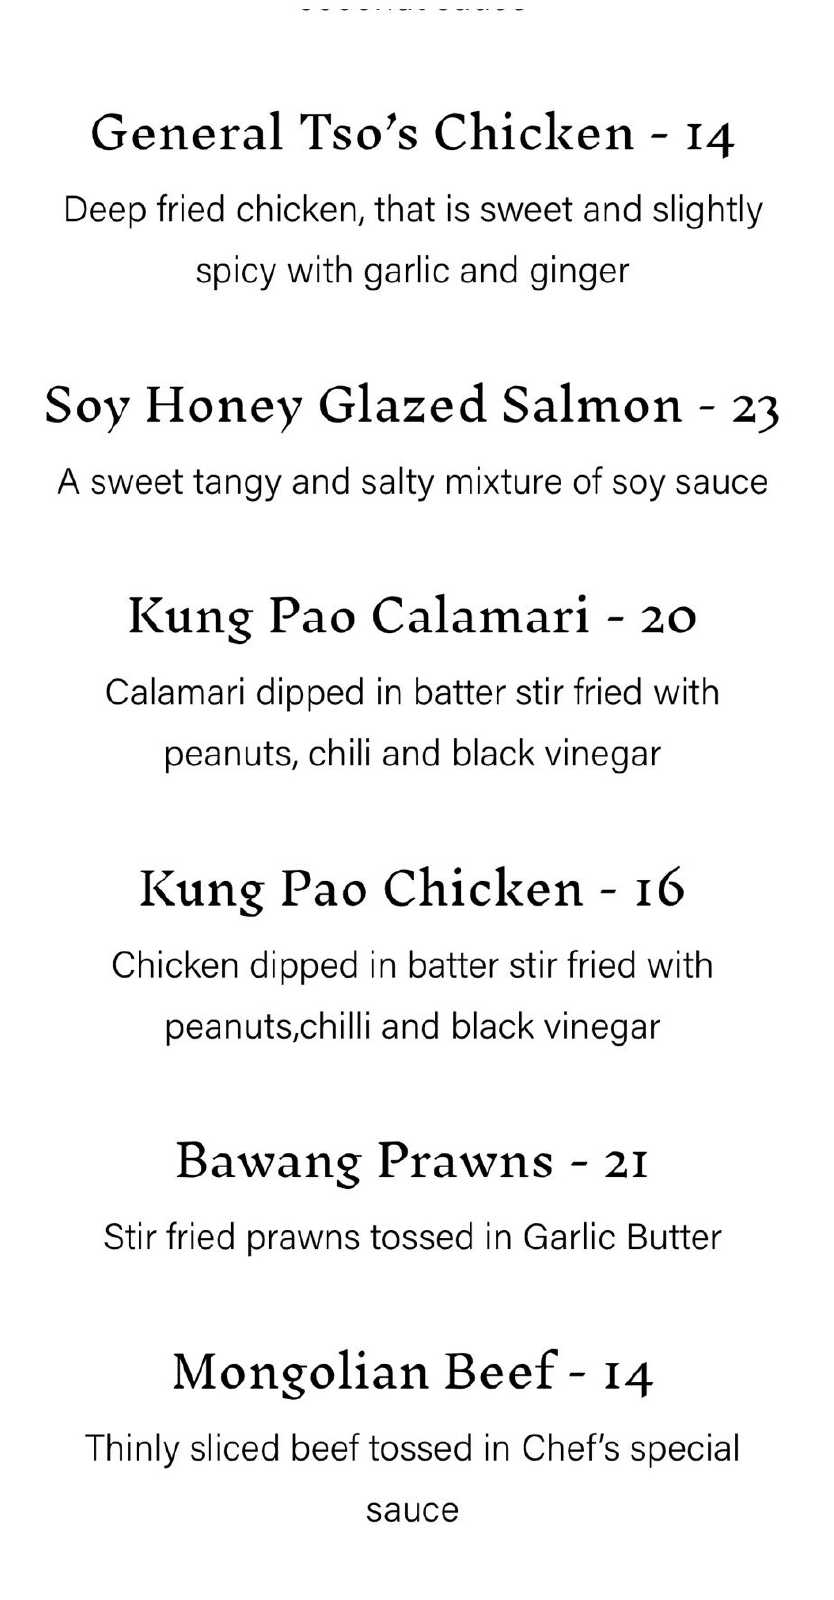 General Tso’s Chicken - 14
Deep fried chicken, that is sweet and slightly
spicy with garlic and ginger
Soy Honey Glazed Salmon - 23
A sweet tangy and salty mixture of soy sauce
Kung Pao Calamari - 20
Calamari dipped in batter stir fried with
peanuts, chili and black vinegar
Kung Pao Chicken - 16
Chicken dipped in batter stir fried with
peanuts,chilli and black vinegar
Bawang Prawns - 21
Stir fried prawns tossed in Garlic Butter
Mongolian Beef - 14
Thinly sliced beef tossed in Chef’s special
sauce